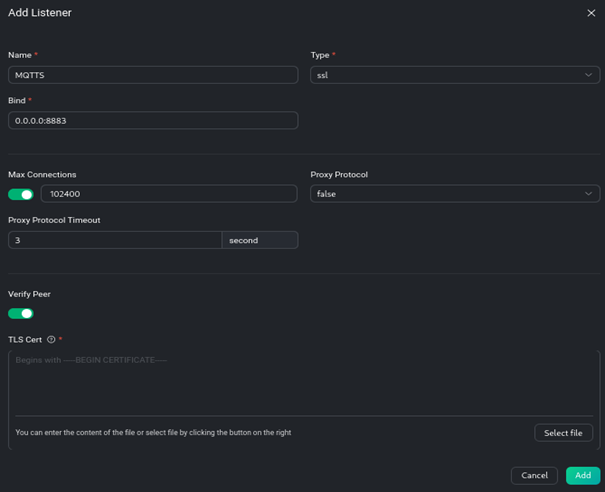 Add Listener
Name * Type *
MQTTS ssl
Bind *
0.0.0.0:8883
Max Connections Proxy Protocol
102400 false
Proxy Protocol Timeout
3 second
Verify Peer
TLS Cert ? *
Begins with ----BEGIN CERTIFICATE----
You can enter the content of the file or select file by clicking the button on the right Select file
Cancel Add